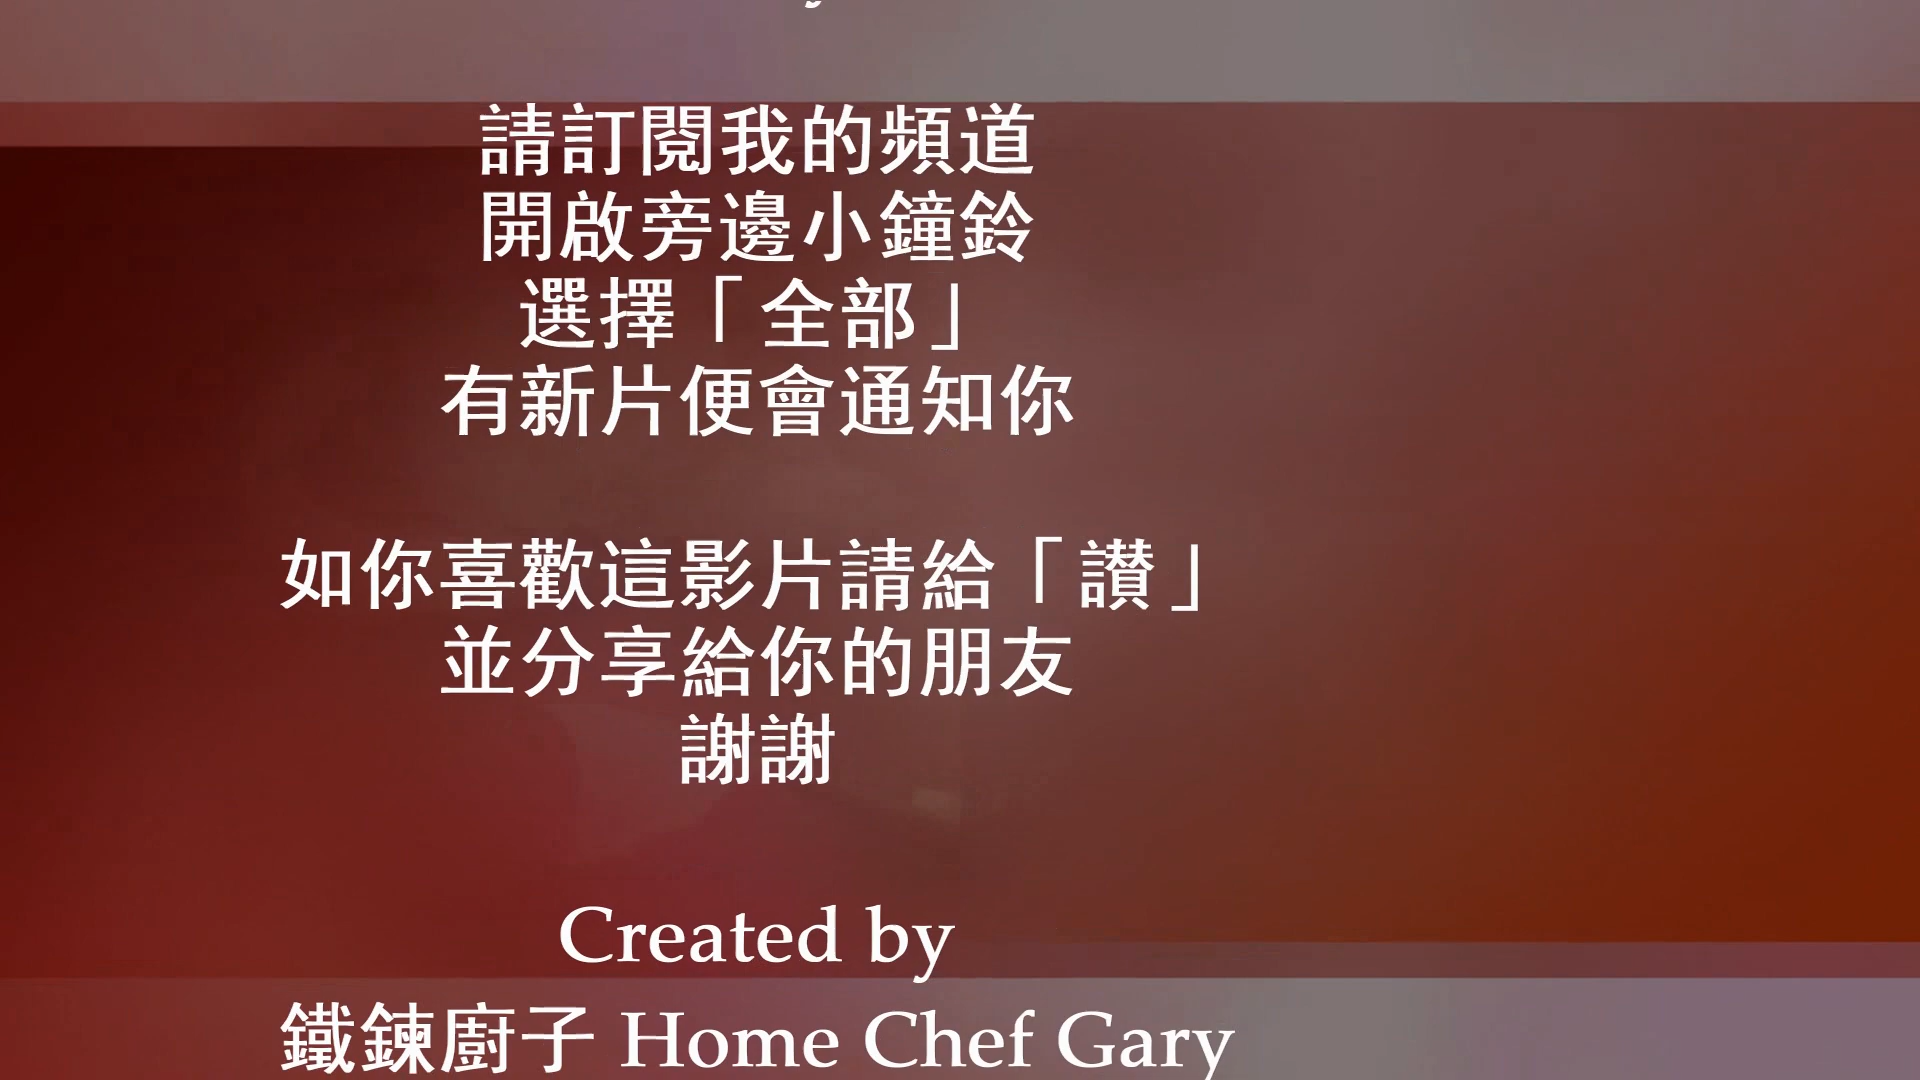 請訂閱我的頻道
開啟旁邊小鐘鈴
選擇「全部」
有新片便會通知你
如你喜歡這影片請給「讃」
並分享給你的朋友
謝謝
Created by
鐵鍊廚子 Home Chef Gary